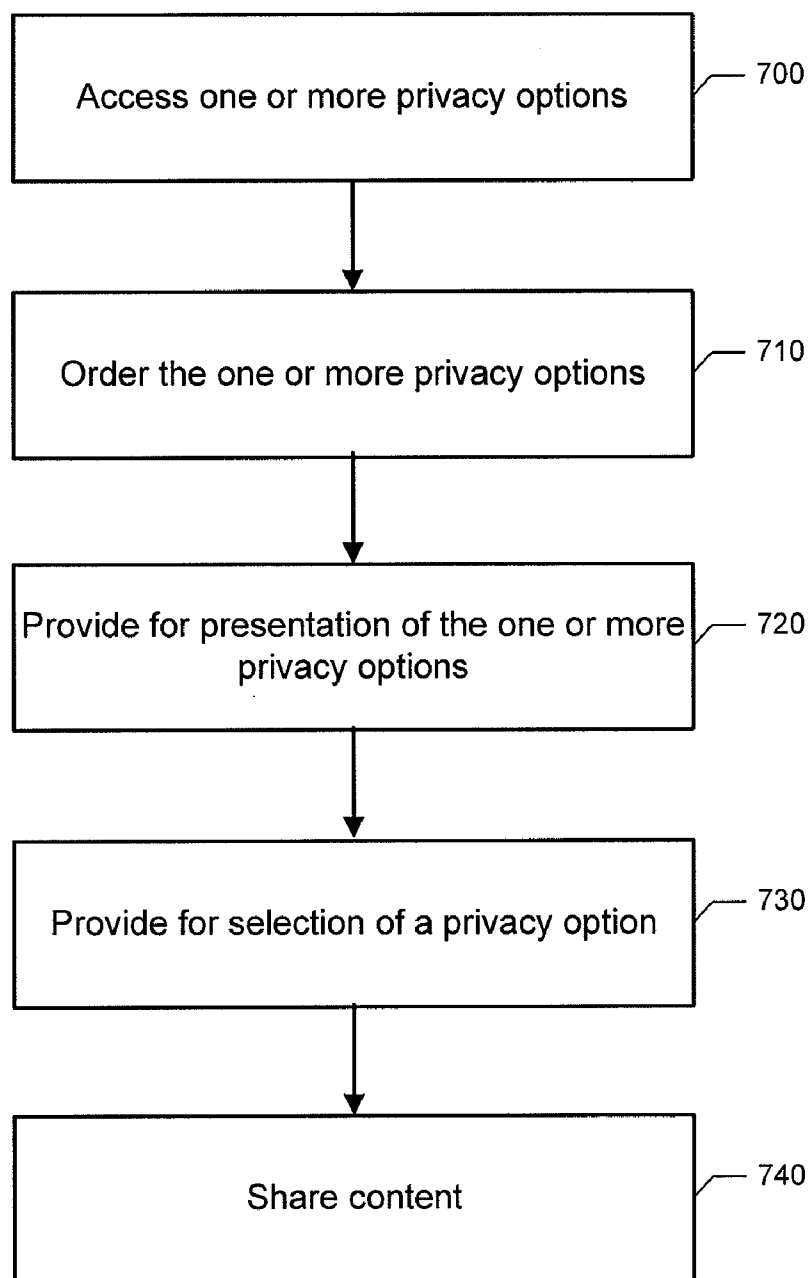 Access one or more privacy options
700
Order the one or more privacy options
710
Provide for presentation of the one or more
privacy options
720
Provide for selection of a privacy option
730
Share content
740